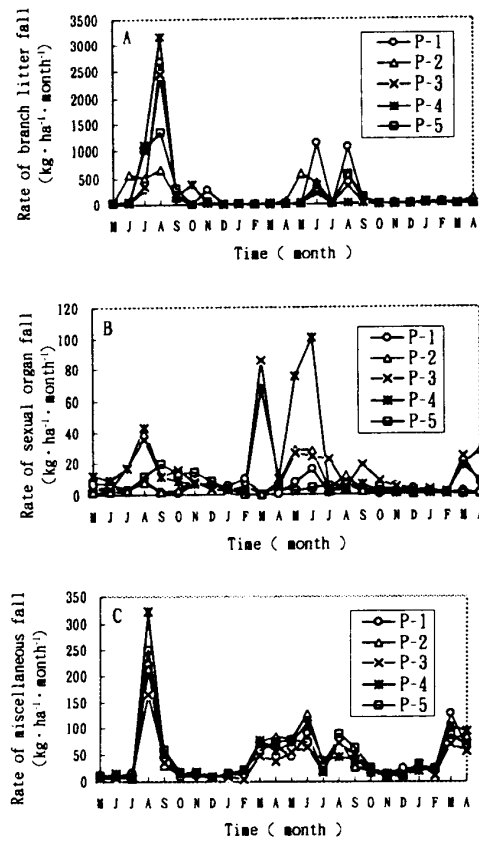 A
Rate of branch litter fall
(kg・ha⁻¹・month⁻¹)
3500
3000
2500
2000
1500
1000
500
0
P-1
P-2
P-3
P-4
P-5
M J J A S O N D J F M A M J J A S O N D J F M A
Time ( month )
B
Rate of sexual organ fall
(kg・ha⁻¹・month⁻¹)
120
100
80
60
40
20
0
P-1
P-2
P-3
P-4
P-5
M J J A S O N D J F M A M J J A S O N D J F M A
Time ( month )
C
Rate of miscellaneous fall
(kg・ha⁻¹・month⁻¹)
350
300
250
200
150
100
50
0
P-1
P-2
P-3
P-4
P-5
M J J A S O N D J F M A M J J A S O N D J F M A
Time ( month )